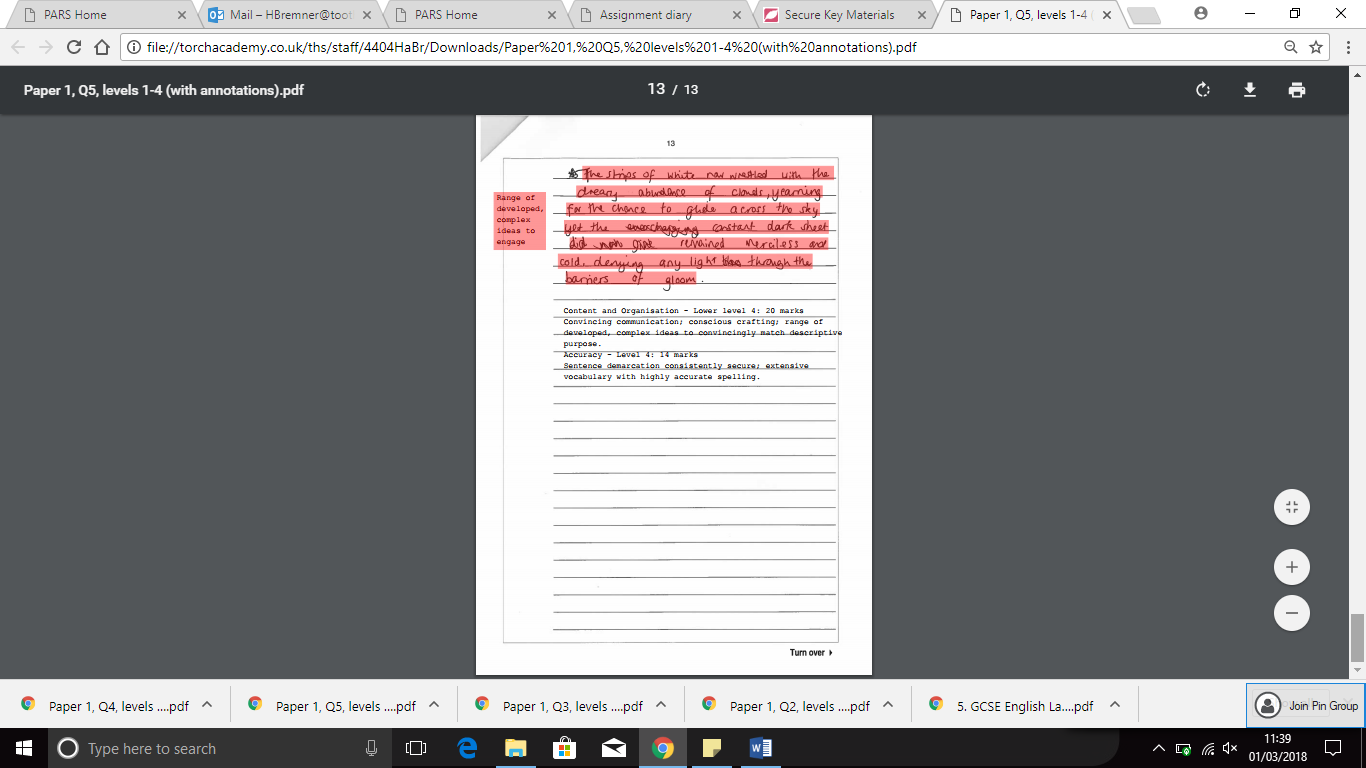 PARS Home
Mail – HBremner@toot
PARS Home
Assignment diary
Secure Key Materials
Paper 1, Q5, levels 1-4 (
file://torchacademy.co.uk/ths/staff/4404HaBr/Downloads/Paper%201,%20Q5,%20levels%201-4%20(with%20annotations).pdf
Paper 1, Q5, levels 1-4 (with annotations).pdf
13 / 13
13
The strips of white now wrestled with the
dreary abundance of clouds, yearning
for the chance to glide across the sky
yet the constant dark sheet
did remained merciless and
cold, denying any light through the
barriers of gloom.
Range of
developed,
complex
ideas to
engage
Content and Organisation - Lower level 4: 20 marks
Convincing communication; conscious crafting; range of
developed, complex ideas to convincingly match descriptive
purpose.
Accuracy - Level 4: 14 marks
Sentence demarcation consistently secure; extensive
vocabulary with highly accurate spelling.
Turn over
Paper 1, Q4, levels ....pdf
Paper 1, Q5, levels ....pdf
Paper 1, Q3, levels ....pdf
Paper 1, Q2, levels ....pdf
5. GCSE English La....pdf
Join Pin Group
Type here to search
11:39
01/03/2018